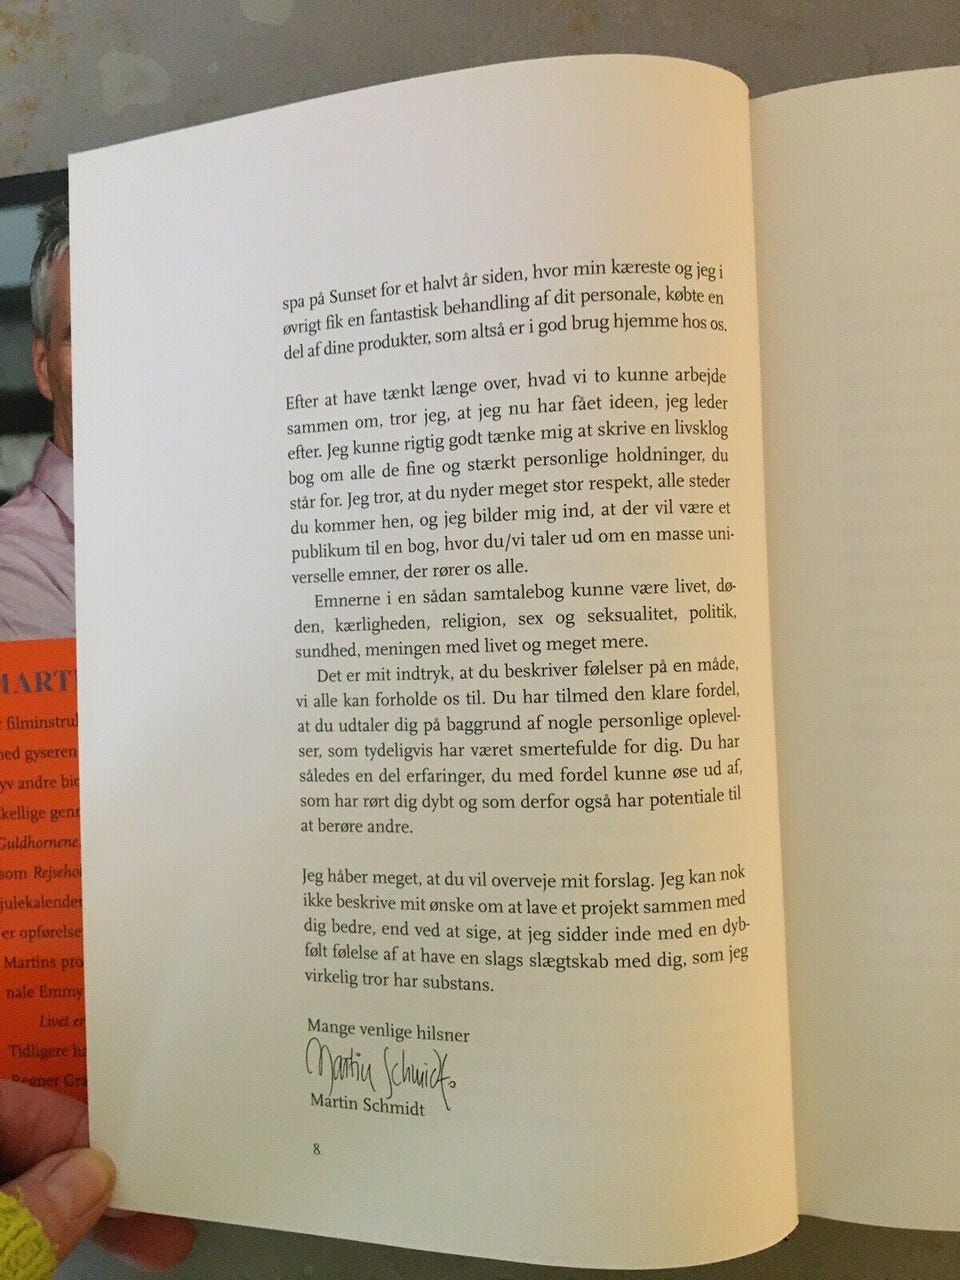 spa på Sunset for et halvt år siden, hvor min kæreste og jeg i
øvrigt fik en fantastisk behandling af dit personale, købte en
del af dine produkter, som altså er i god brug hjemme hos os.
Efter at have tænkt længe over, hvad vi to kunne arbejde
sammen om, tror jeg, at jeg nu har fået ideen, jeg leder
efter. Jeg kunne rigtig godt tænke mig at skrive en livsklog
bog om alle de fine og stærkt personlige holdninger, du
står for. Jeg tror, at du nyder meget stor respekt, alle steder
du kommer hen, og jeg bilder mig ind, at der vil være et
publikum til en bog, hvor du/vi taler ud om en masse uni-
verselle emner, der rører os alle.
Emnerne i en sådan samtalebog kunne være livet, dø-
den, kærligheden, religion, sex og seksualitet, politik,
sundhed, meningen med livet og meget mere.
Det er mit indtryk, at du beskriver følelser på en måde,
vi alle kan forholde os til. Du har tilmed den klare fordel,
at du udtaler dig på baggrund af nogle personlige oplevel-
ser, som tydeligvis har været smertefulde for dig. Du har
således en del erfaringer, du med fordel kunne øse ud af,
som har rørt dig dybt og som derfor også har potentiale til
at berøre andre.
Jeg håber meget, at du vil overveje mit forslag. Jeg kan nok
ikke beskrive mit ønske om at lave et projekt sammen med
dig bedre, end ved at sige, at jeg sidder inde med en dyb-
følt følelse af at have en slags slægtskab med dig, som jeg
virkelig tror har substans.
Mange venlige hilsner
Martin Schmidt
Martin Schmidt
8
MART
filminstru
ed gyseren
yv andre bi
kellige gen
Guldhornene,
som Rejseho
julekalender
er opførelse
Martins pro
nale Emmy
Livet er
Tidligere ha
Regner Gra